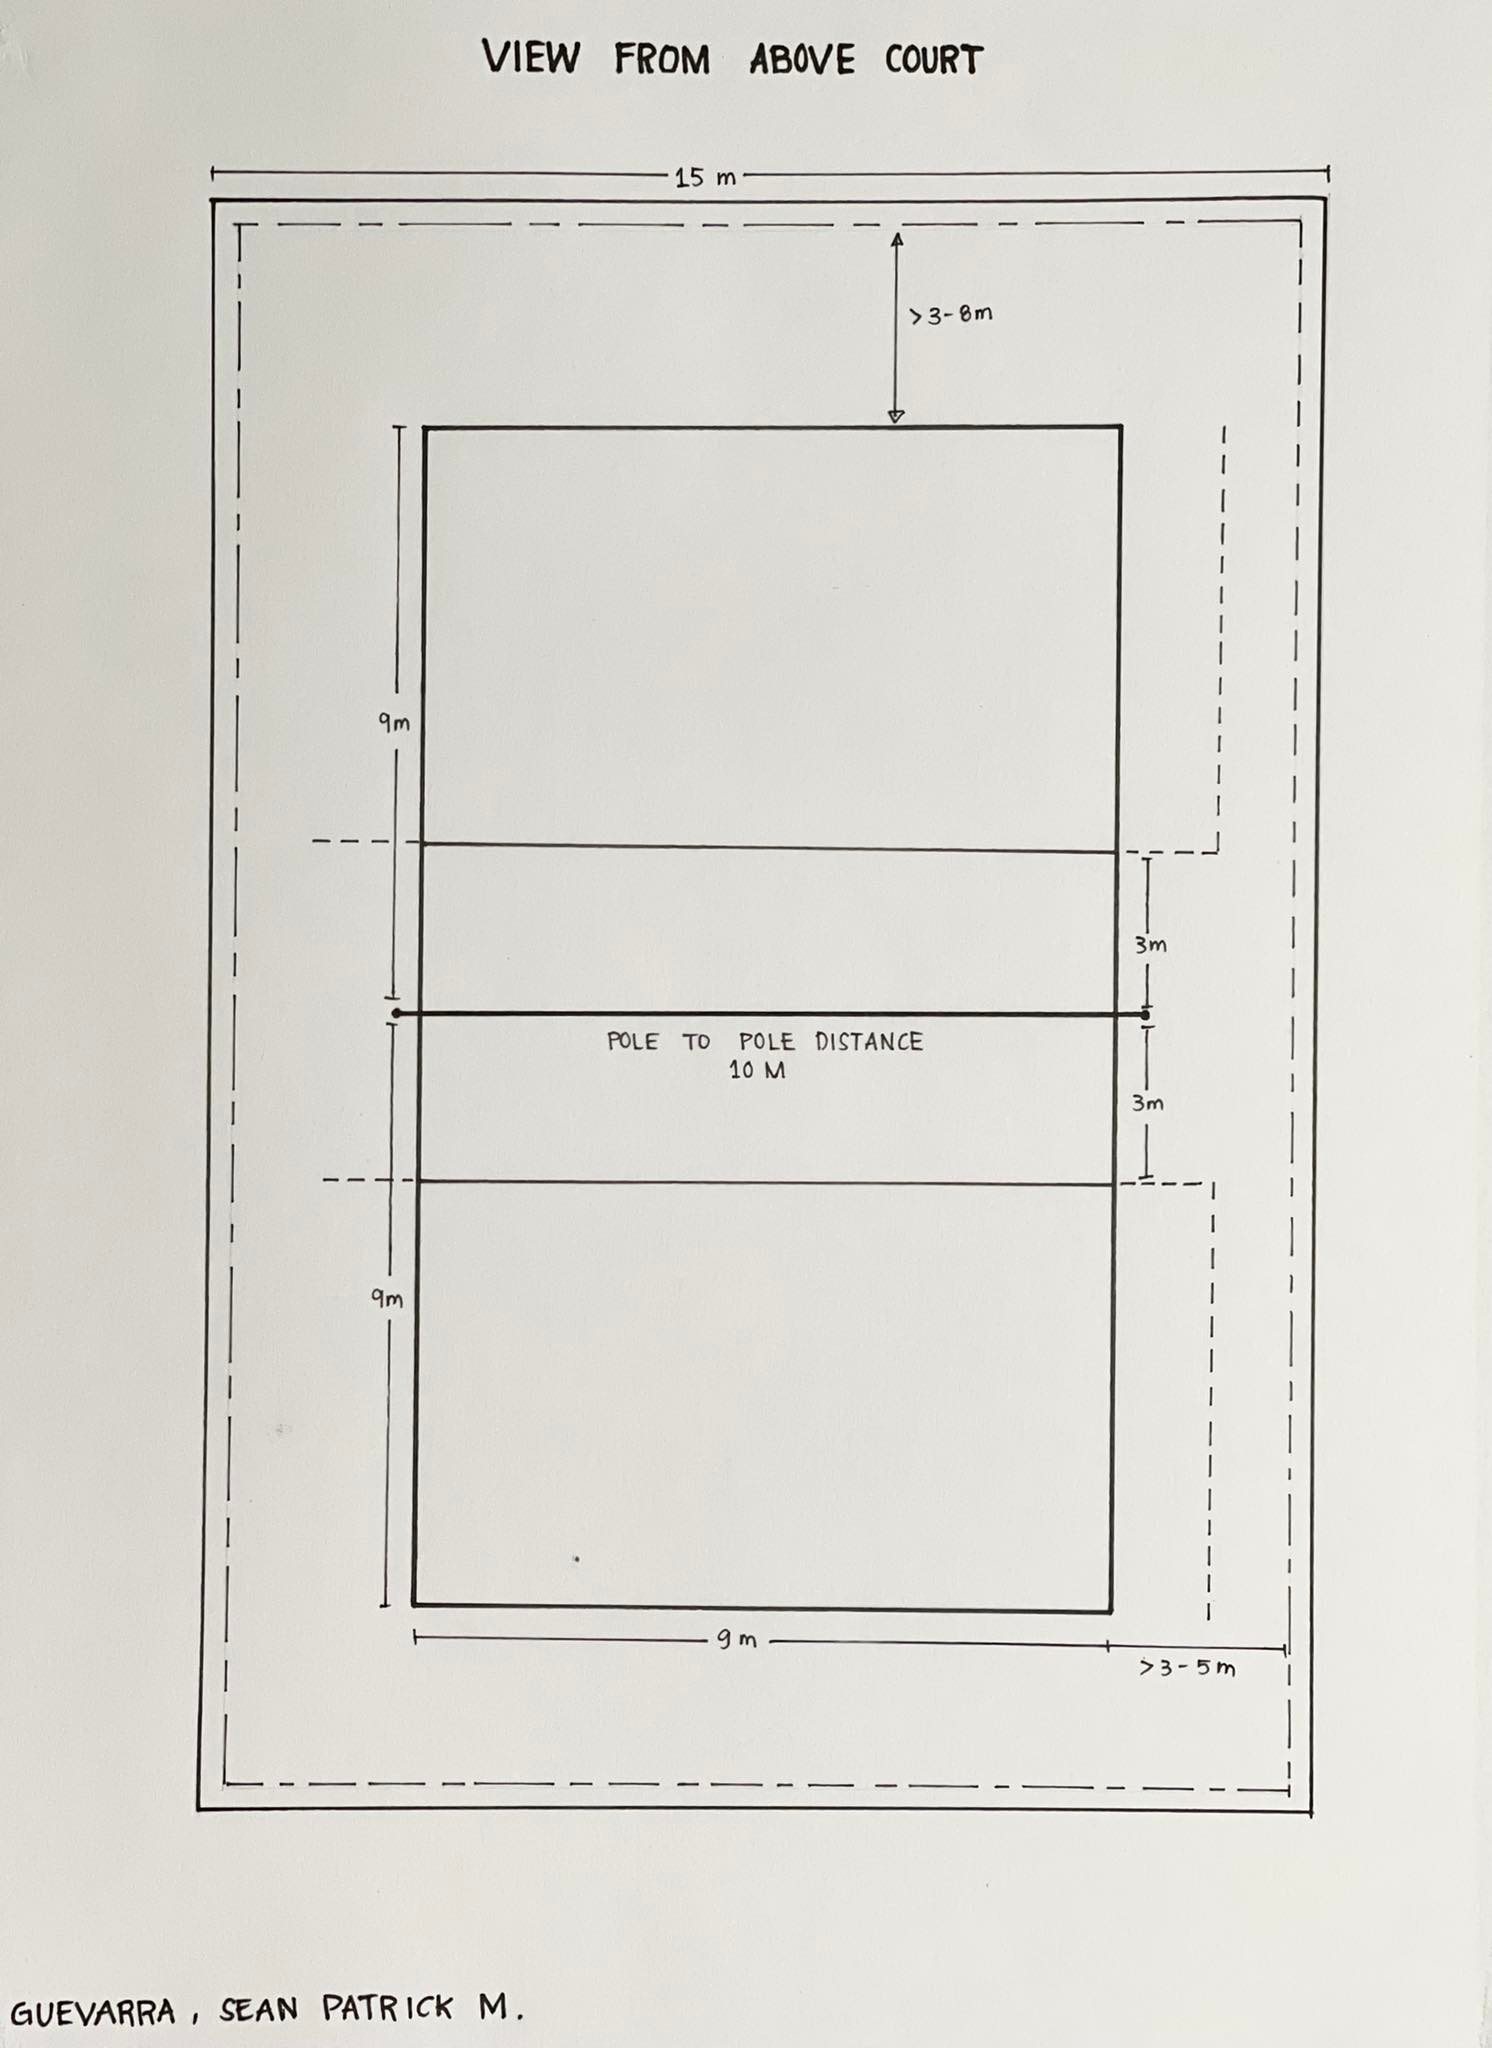 VIEW FROM ABOVE COURT
15 m
>3-8m
9m
3m
POLE TO POLE DISTANCE
10 M
3m
9m
9 m
>3-5m
GUEVARRA, SEAN PATRICK M.